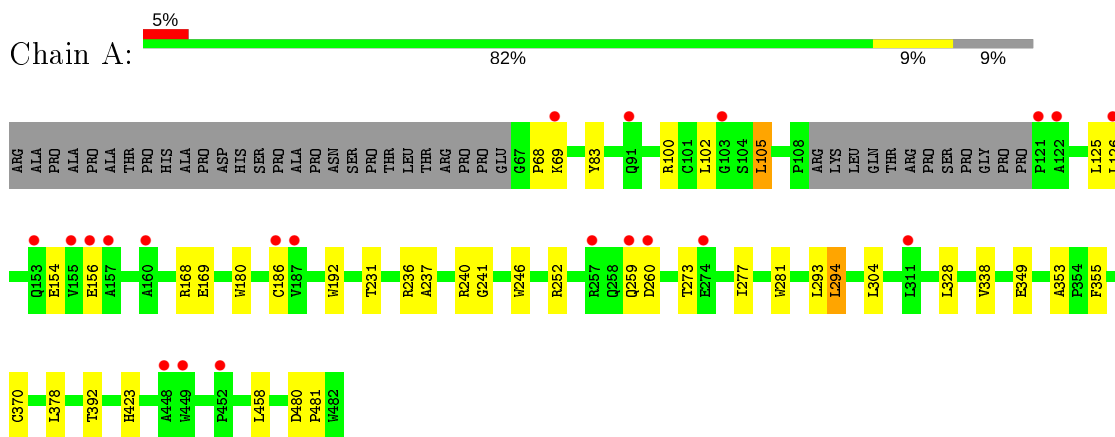 5%
Chain A:
82% 9% 9%
ARG ALA PRO ALA ALA PRO ALA THR PRO HIS ALA PRO ASP HIS SER PRO ALA PRO ASN SER PRO THR LEU THR ARG PRO PRO GLU G67 P68 K69 Y83 Q91 R100 C101 L102 G103 S104 L105 P108 ARG LYS LEU GLN THR ARG PRO SER PRO GLY PRO PRO P121 A122 L125 L126
Q153 E154 V155 E156 A157 A160 R168 E169 W180 C186 V187 W192 T231 R236 A237 R240 G241 W246 R252 R257 Q258 Q259 D260 T273 E274 I277 W281 L293 L294 L304 L311 L328 V338 E349 A353 P354 F355
C370 L378 T392 H423 A448 W449 P452 L458 D480 P481 W482